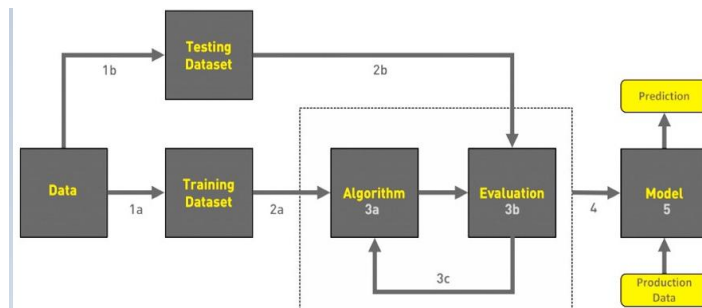 Testing
Dataset
1b
2b
Prediction
Data
1a
Training
Dataset
2a
Algorithm
3a
Evaluation
3b
4
Model
5
3c
Production
Data